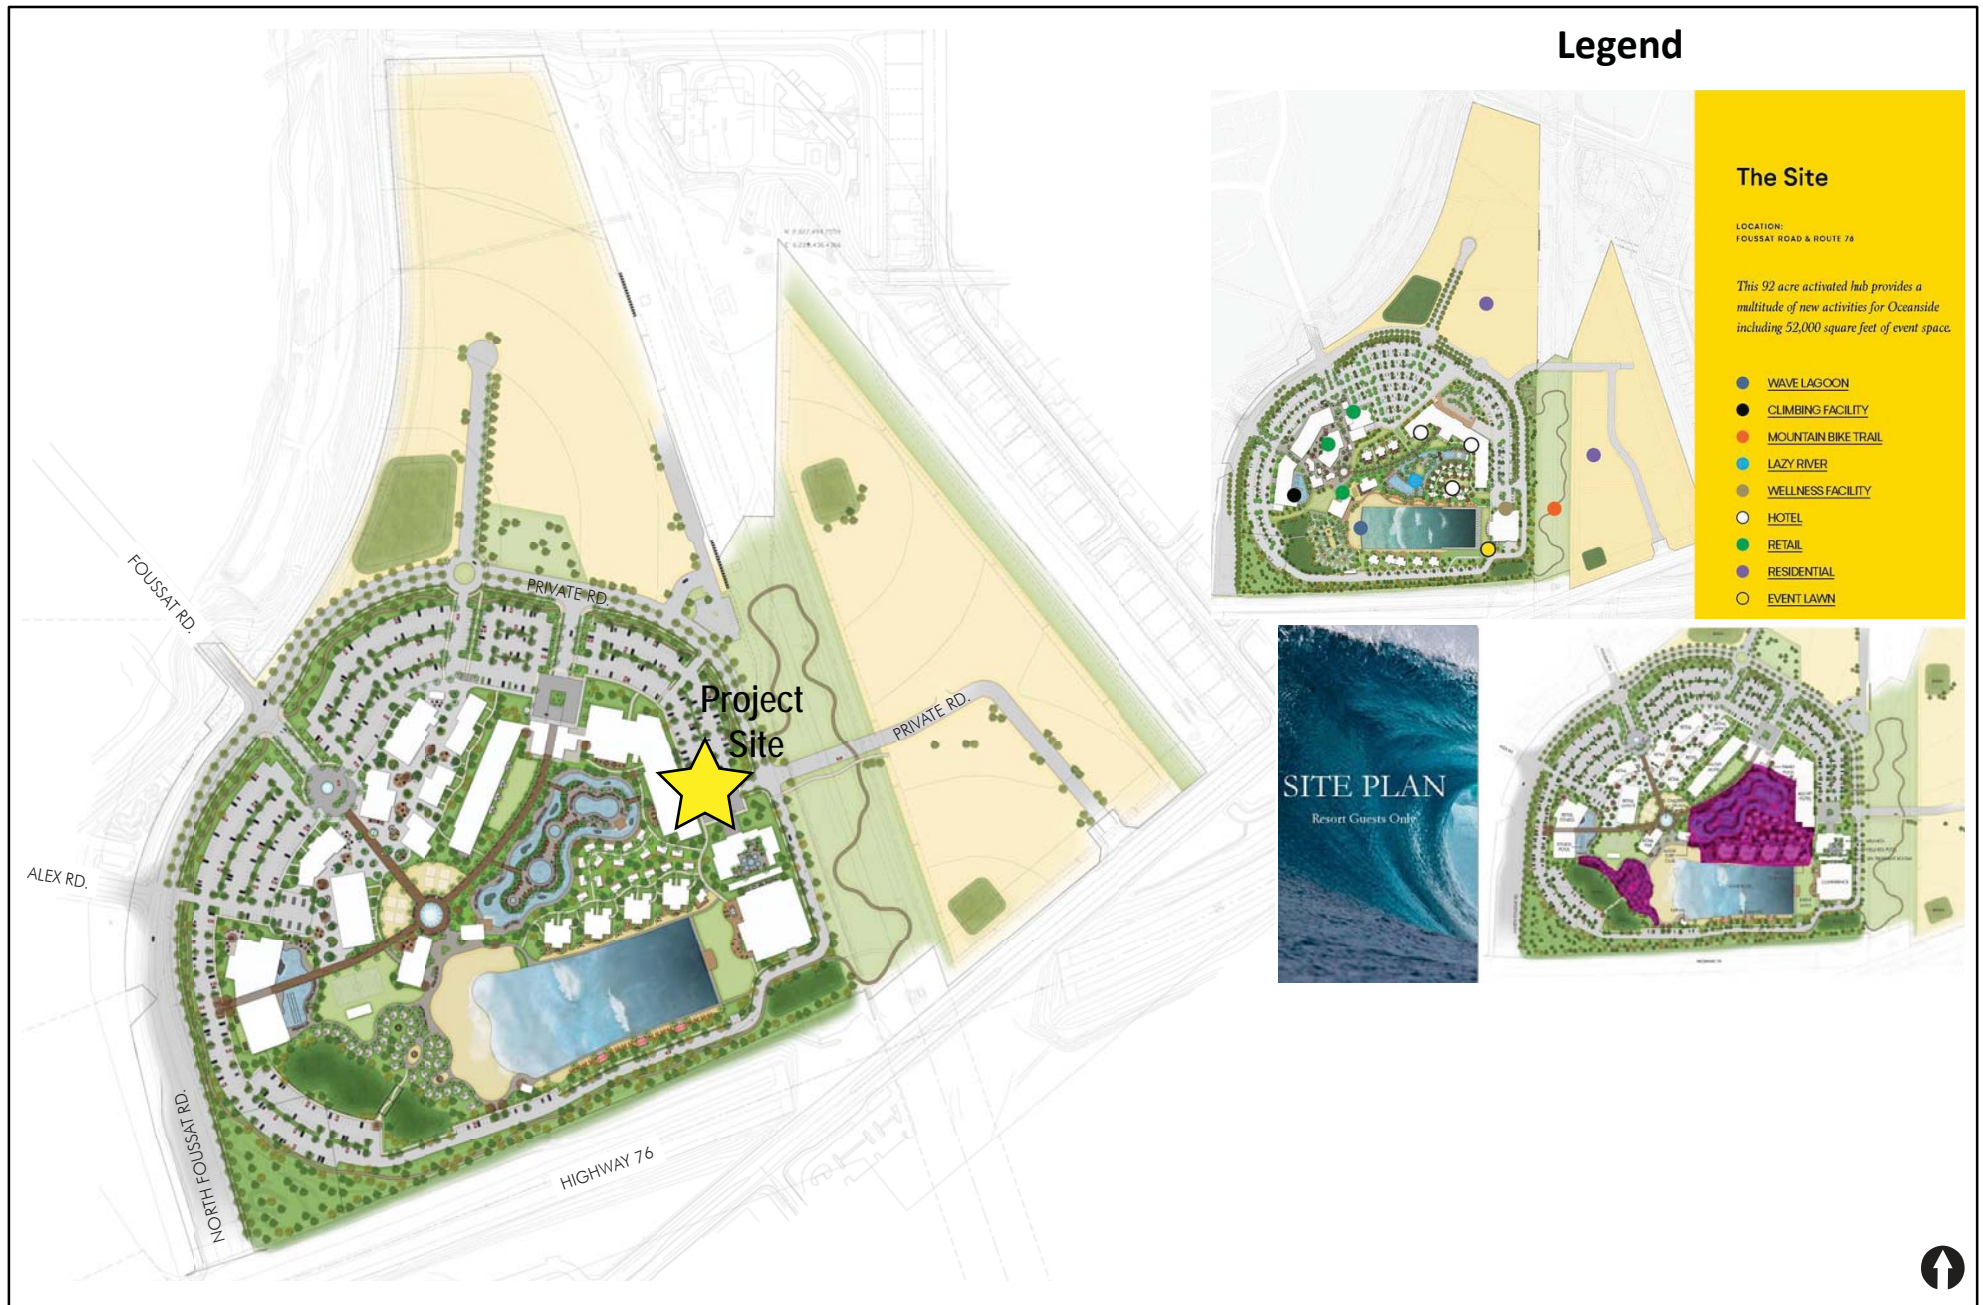 Legend
The Site
LOCATION:
FOUSSAT ROAD & ROUTE 76
This 92 acre activated hub provides a
multitude of new activities for Oceanside
including 52,000 square feet of event space.
WAVE LAGOON
CLIMBING FACILITY
MOUNTAIN BIKE TRAIL
LAZY RIVER
WELLNESS FACILITY
HOTEL
RETAIL
RESIDENTIAL
EVENT LAWN
FOUSSAT RD.
PRIVATE RD.
Project
Site
PRIVATE RD.
ALEX RD.
NORTH FOUSSAT RD.
HIGHWAY 76
SITE PLAN
Resort Guests Only